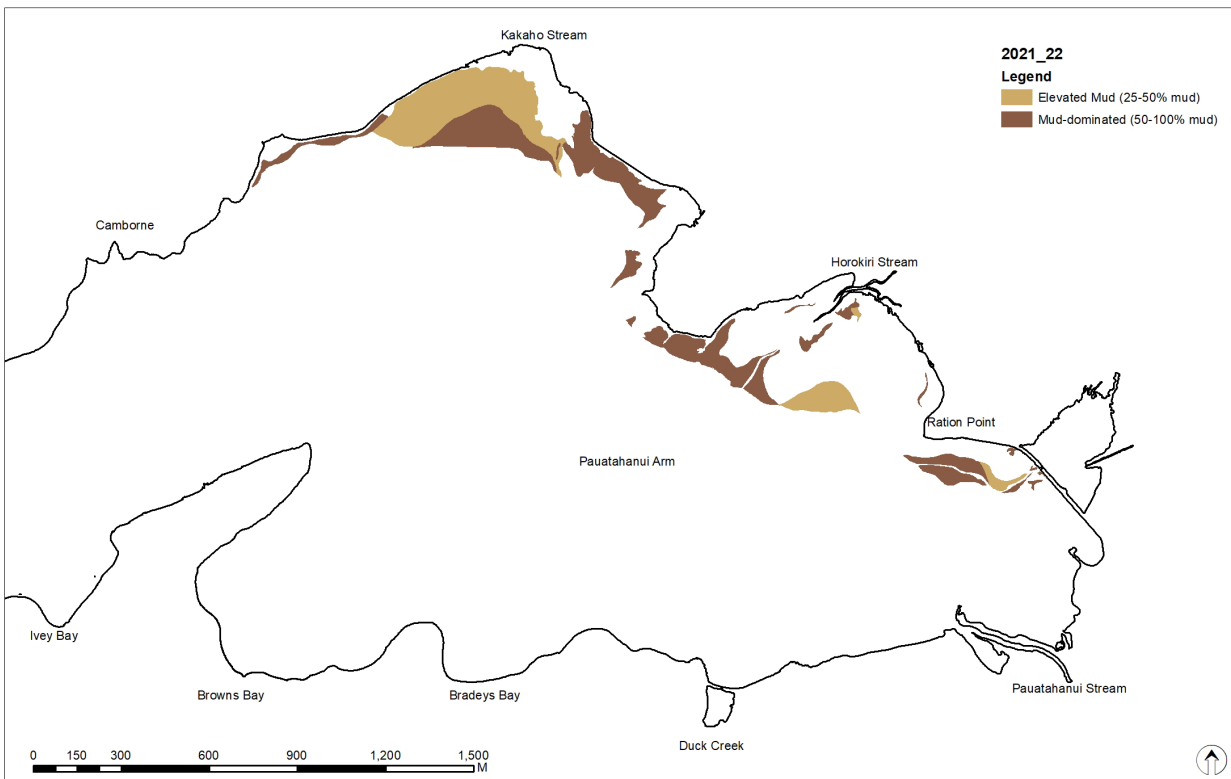 Kakaho Stream
2021_22
Legend
Elevated Mud (25-50% mud)
Mud-dominated (50-100% mud)
Camborne
Horokiri Stream
Ration Point
Pauatahanui Arm
Ivey Bay
Browns Bay
Bradeys Bay
Pauatahanui Stream
Duck Creek
0 150 300 600 900 1,200 1,500
M